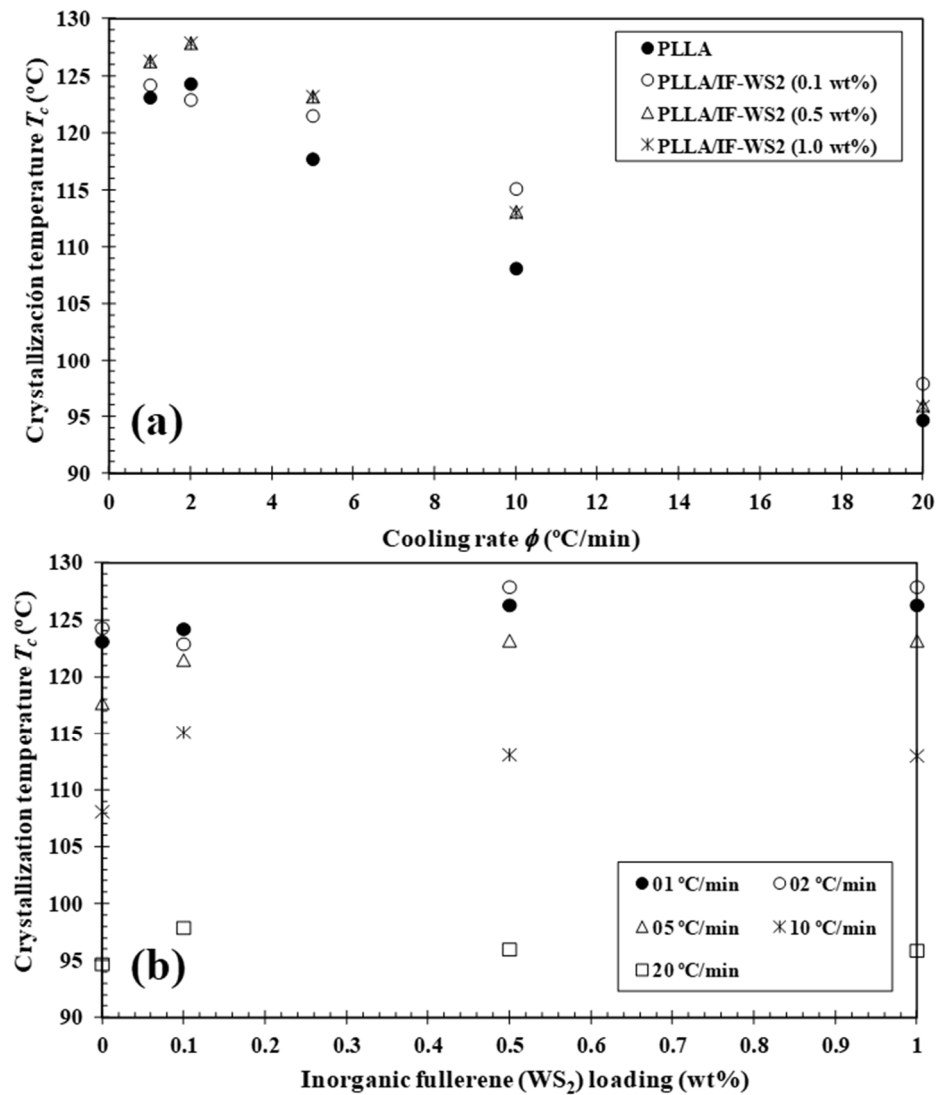 130
125
120
115
110
105
100
95
90
Crystallización temperature Tc (ºC)
PLLA
PLLA/IF-WS2 (0.1 wt%)
PLLA/IF-WS2 (0.5 wt%)
PLLA/IF-WS2 (1.0 wt%)
(a)
0 2 4 6 8 10 12 14 16 18 20
Cooling rate ϕ (ºC/min)
130
125
120
115
110
105
100
95
90
Crystallization temperature Tc (ºC)
01 ºC/min 02 ºC/min
05 ºC/min 10 ºC/min
20 ºC/min
(b)
0 0.1 0.2 0.3 0.4 0.5 0.6 0.7 0.8 0.9 1
Inorganic fullerene (WS2) loading (wt%)